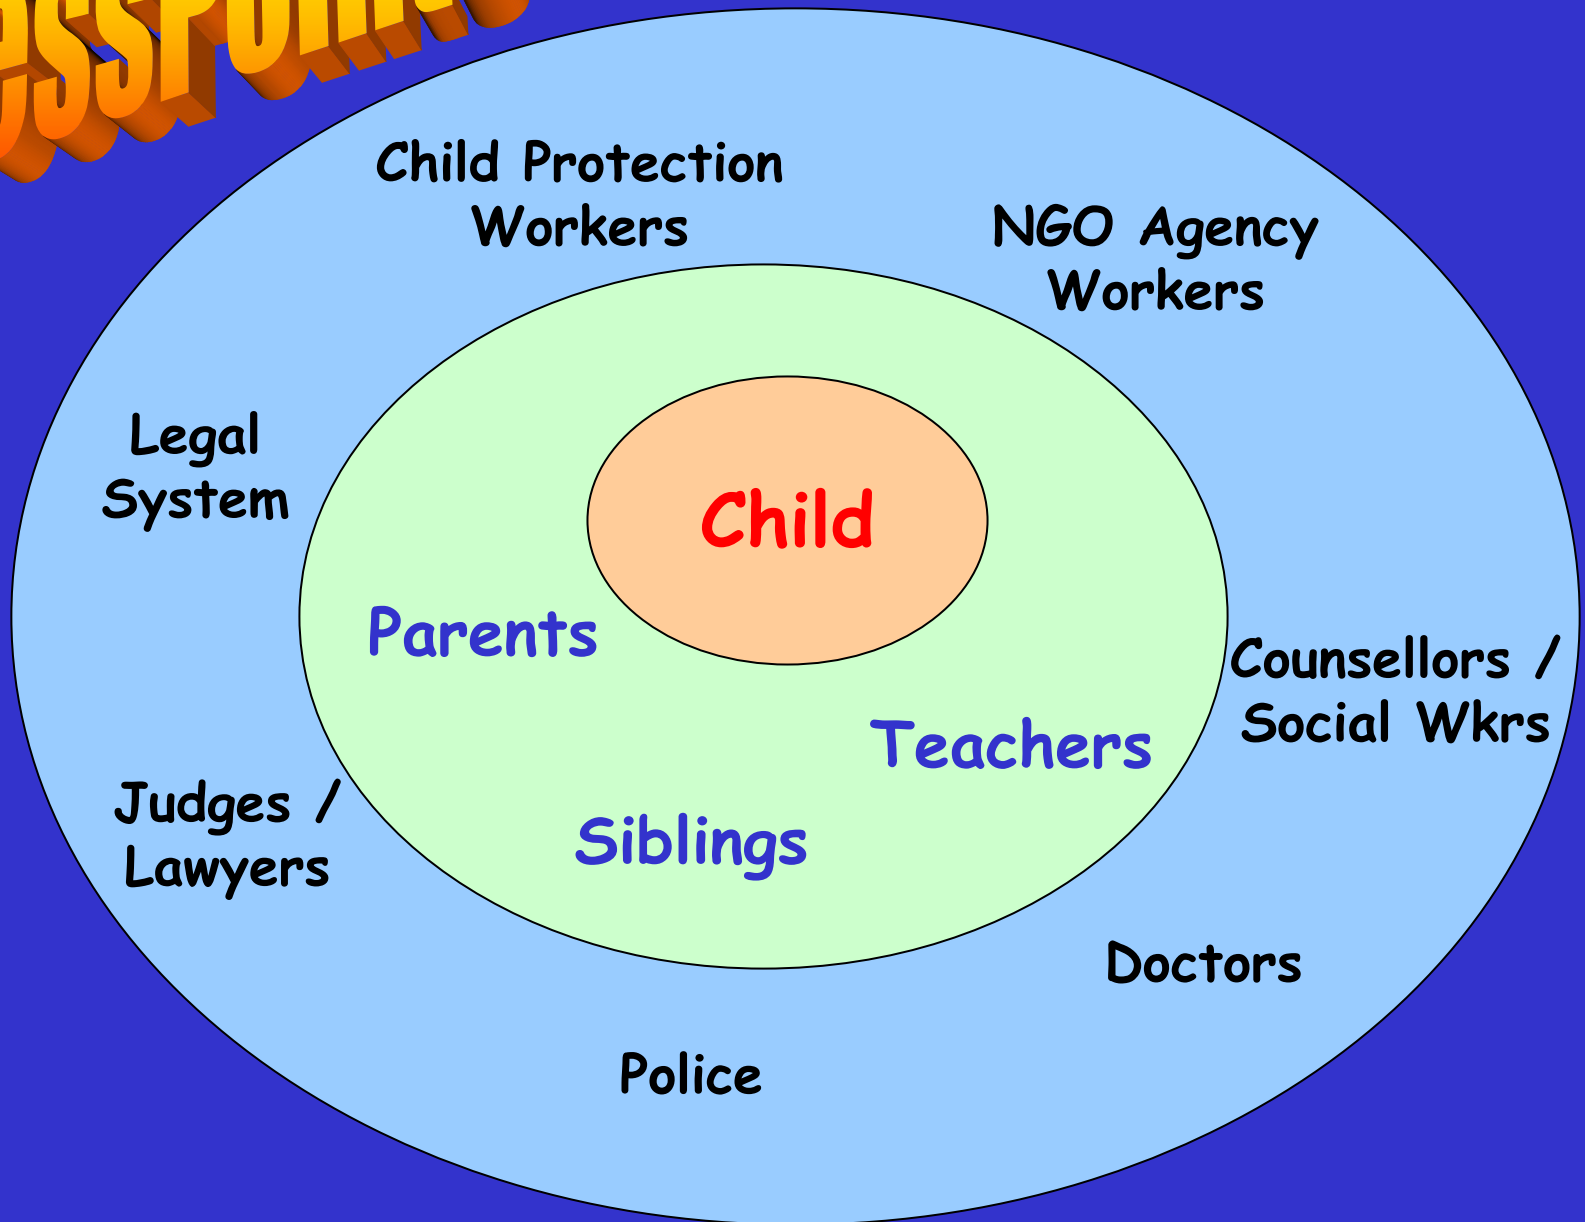 Child Protection
Workers
NGO Agency
Workers
Legal
System
Child
Parents
Counsellors /
Social Wkrs
Teachers
Judges /
Lawyers
Siblings
Doctors
Police